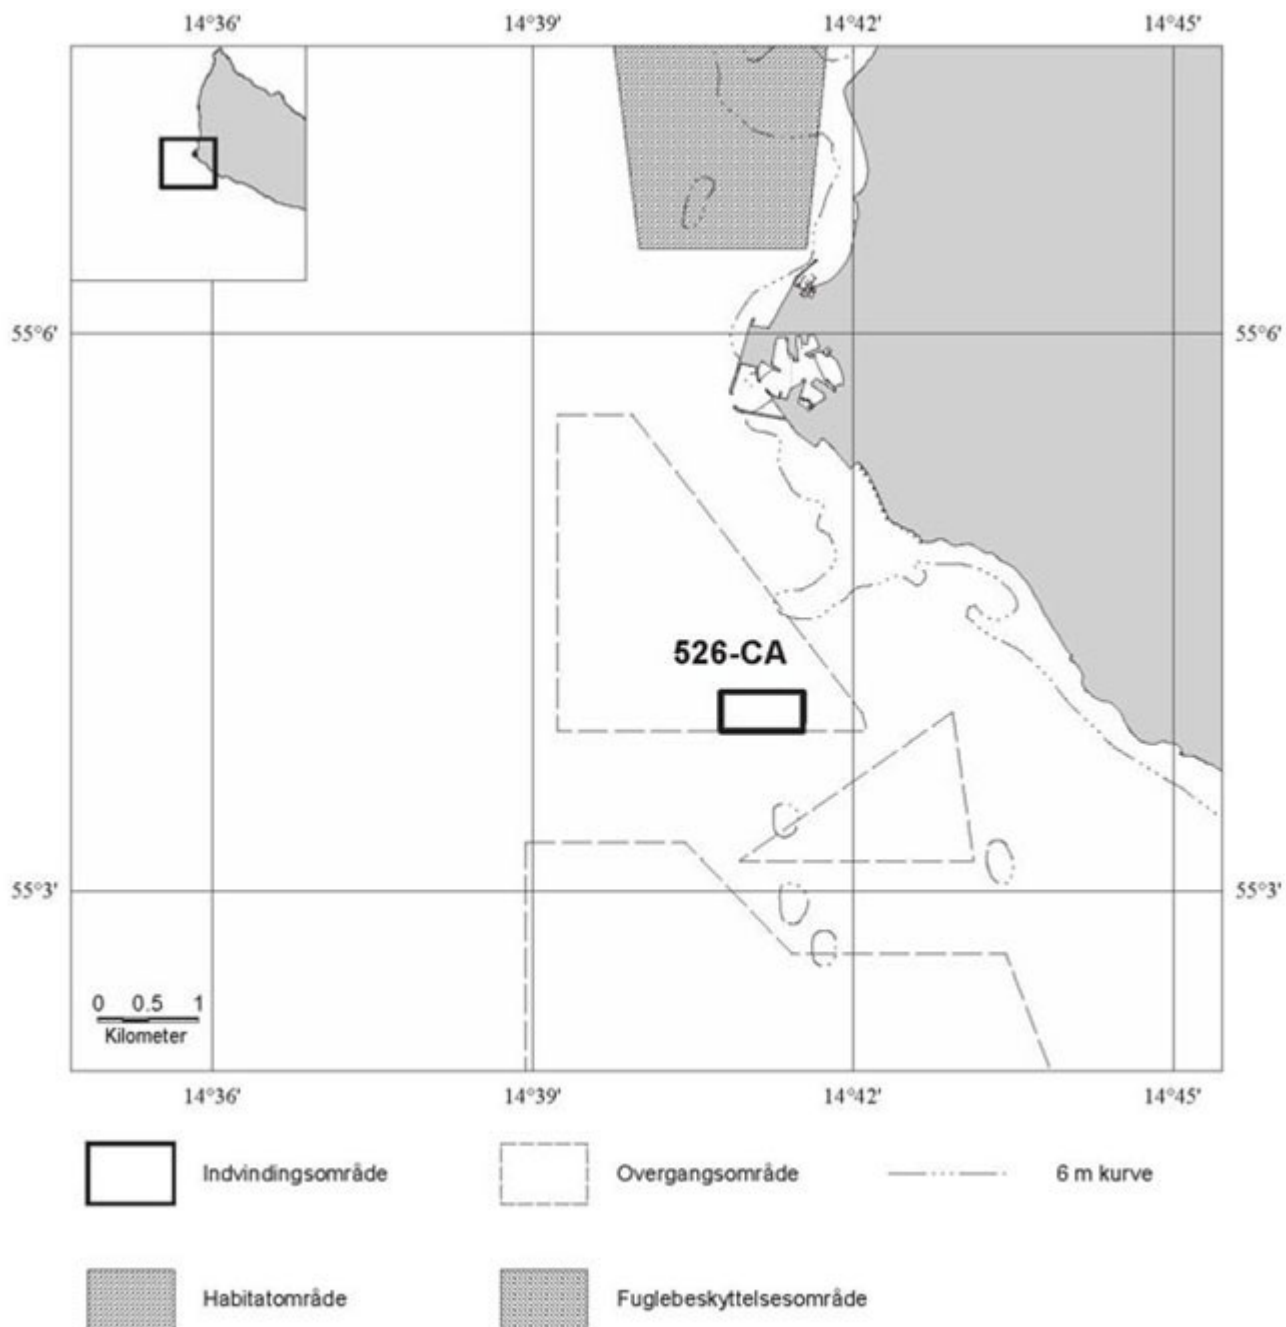 14°36' 14°39' 14°42' 14°45'
55°6' 55°6'
526-CA
55°3' 55°3'
0 0.5 1
Kilometer
14°36' 14°39' 14°42' 14°45'
Indvindingsområde Overgangsområde 6 m kurve
Habitatområde Fuglebeskyttelsesområde